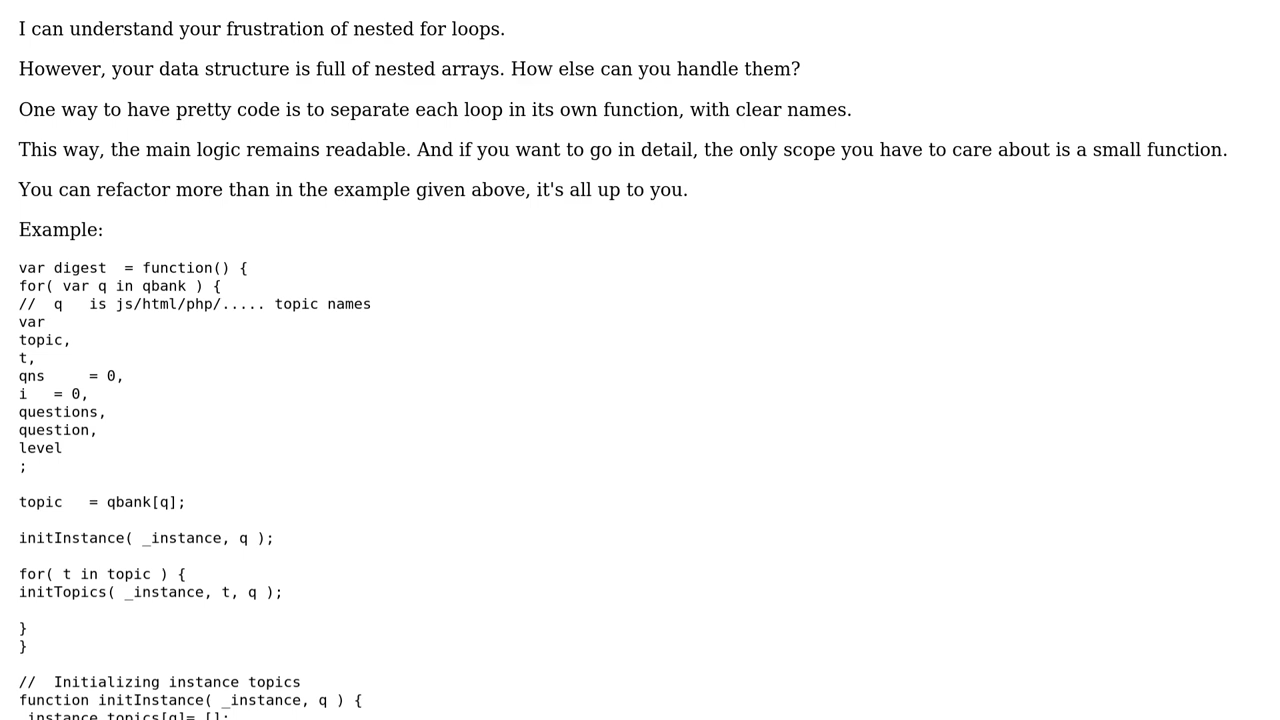 I can understand your frustration of nested for loops.
However, your data structure is full of nested arrays. How else can you handle them?
One way to have pretty code is to separate each loop in its own function, with clear names.
This way, the main logic remains readable. And if you want to go in detail, the only scope you have to care about is a small function.
You can refactor more than in the example given above, it's all up to you.
Example:
var digest  = function() {
for( var q in qbank ) {
//  q   is js/html/php/..... topic names
var
topic,
t,
qns     = 0,
i   = 0,
questions,
question,
level
;
topic   = qbank[q];
initInstance( _instance, q );
for( t in topic ) {
initTopics( _instance, t, q );
}
}
//  Initializing instance topics
function initInstance( _instance, q ) {
_instance.topics[q]= [];